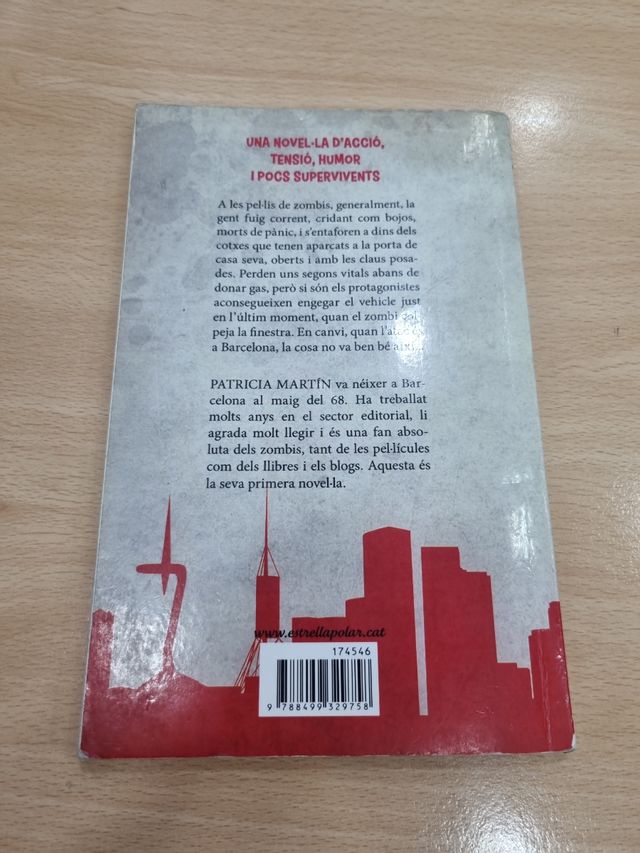 UNA NOVEL·LA D'ACCIÓ,
TENSIÓ, HUMOR
I POCS SUPERVIVENTS
A les pel·lis de zombis, generalment, la
gent fuig corrent, cridant com bojos,
morts de pànic, i s'entaforen a dins dels
cotxes que tenen aparcats a la porta de
casa seva, oberts i amb les claus posa-
des. Perden uns segons vitals abans de
donar gas, però si són els protagonistes
aconsegueixen engegar el vehicle just
en l'últim moment, quan el zombi
peja la finestra. En canvi, quan
a Barcelona, la cosa no va ben bé
PATRICIA MARTÍN va néixer a Bar-
celona al maig del 68. Ha treballat
molts anys en el sector editorial, li
agrada molt llegir i és una fan abso-
luta dels zombis, tant de les pel·lícules
com dels llibres i els blogs. Aquesta és
la seva primera novel·la.
www.estrellapolar.cat
174546
9 788499 329758